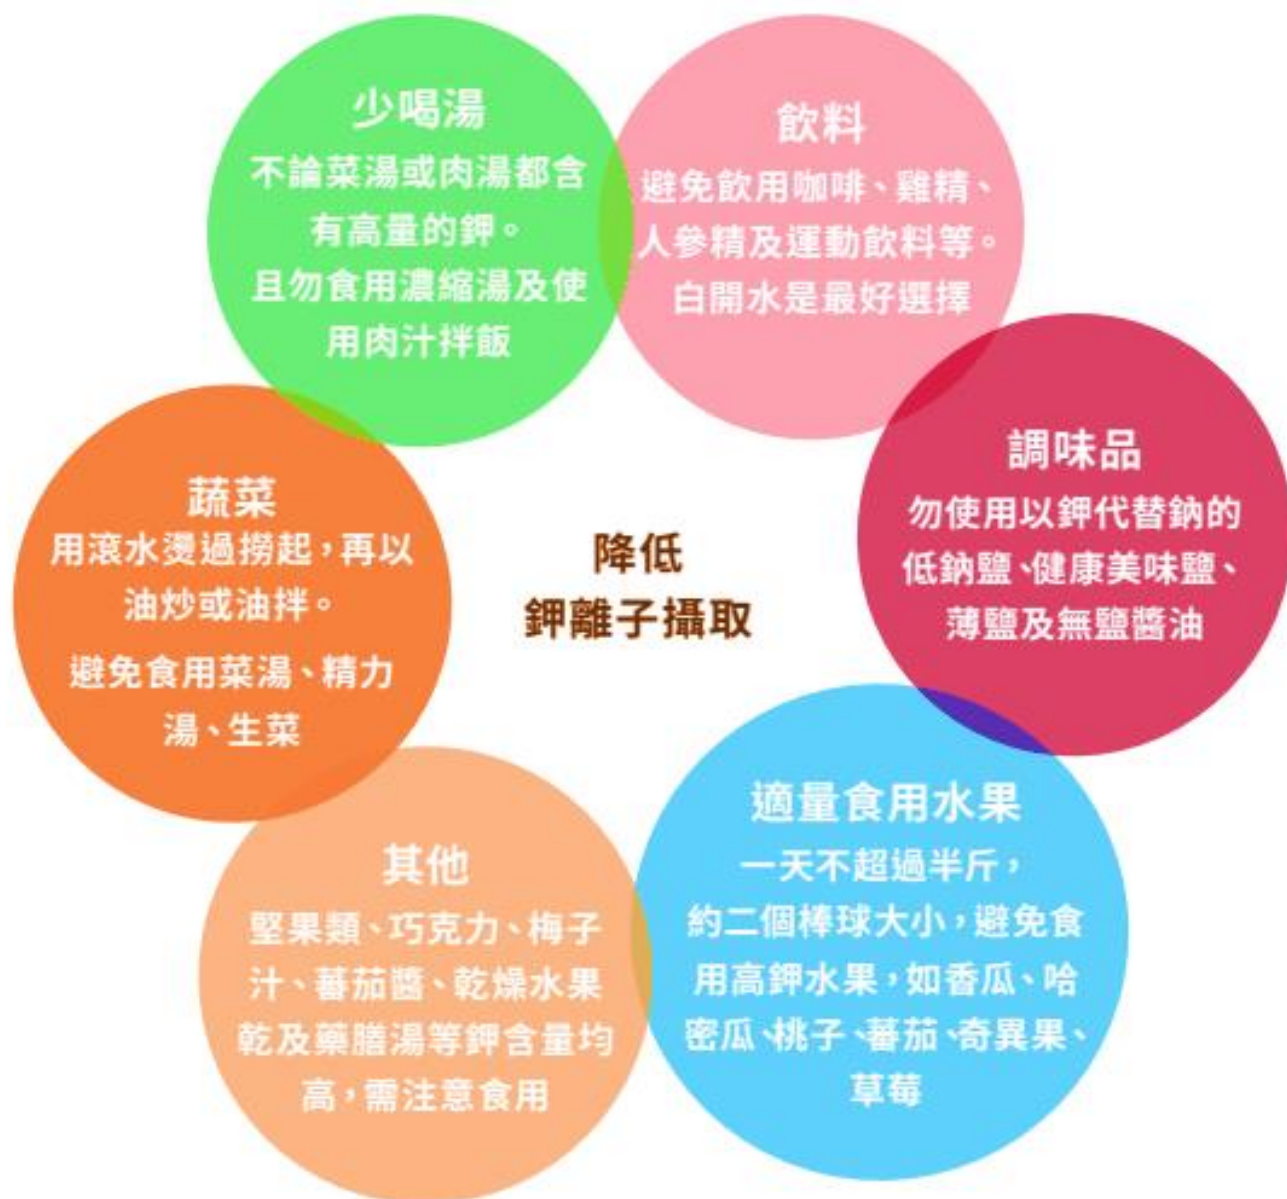 少喝湯
不論菜湯或肉湯都含
有高量的鉀。
且勿食用濃縮湯及使
用肉汁拌飯
飲料
避免飲用咖啡、雞精、
人參精及運動飲料等。
白開水是最好選擇
調味品
勿使用以鉀代替鈉的
低鈉鹽、健康美味鹽、
薄鹽及無鹽醬油
蔬菜
用滾水燙過撈起，再以
油炒或油拌。
避免食用菜湯、精力
湯、生菜
降低
鉀離子攝取
適量食用水果
一天不超過半斤，
約二個棒球大小，避免食
用高鉀水果，如香瓜、哈
密瓜、桃子、蕃茄、奇異果、
草莓
其他
堅果類、巧克力、梅子
汁、蕃茄醬、乾燥水果
乾及藥膳湯等鉀含量均
高，需注意食用